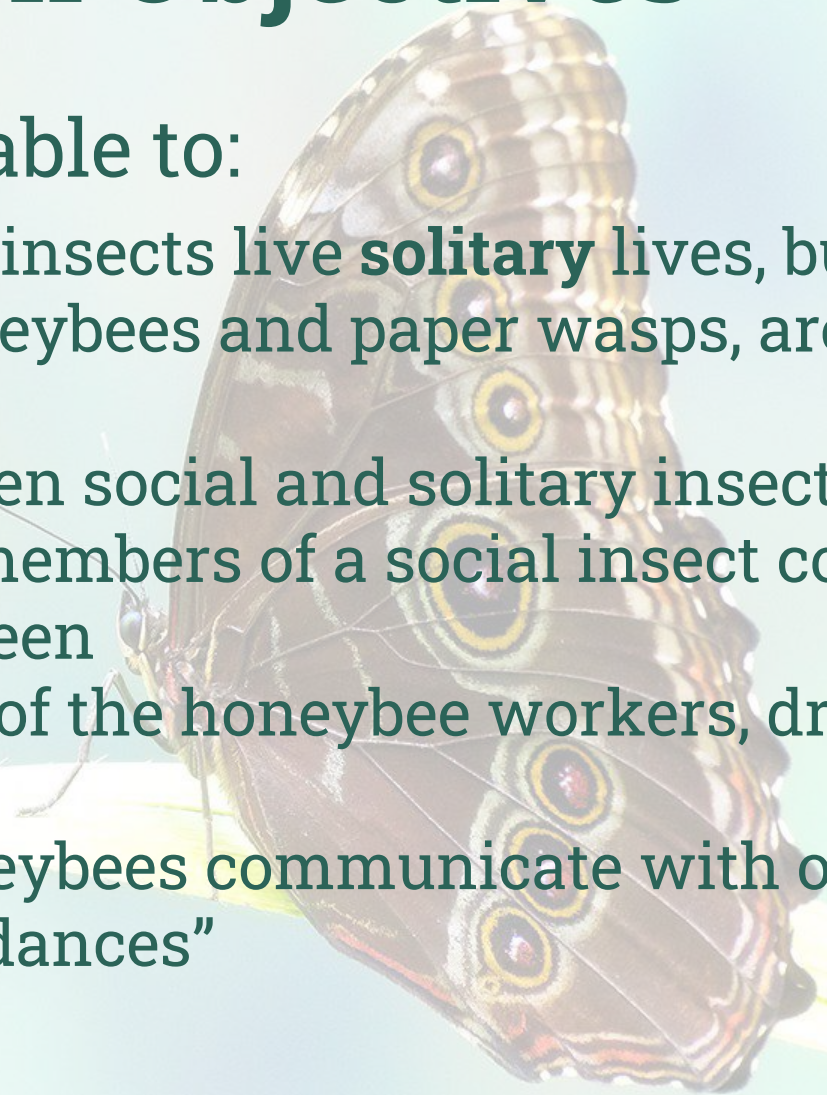 able to:
insects live solitary lives, bu
eybees and paper wasps, are
en social and solitary insect
members of a social insect co
een
of the honeybee workers, dr
eybees communicate with o
dances”